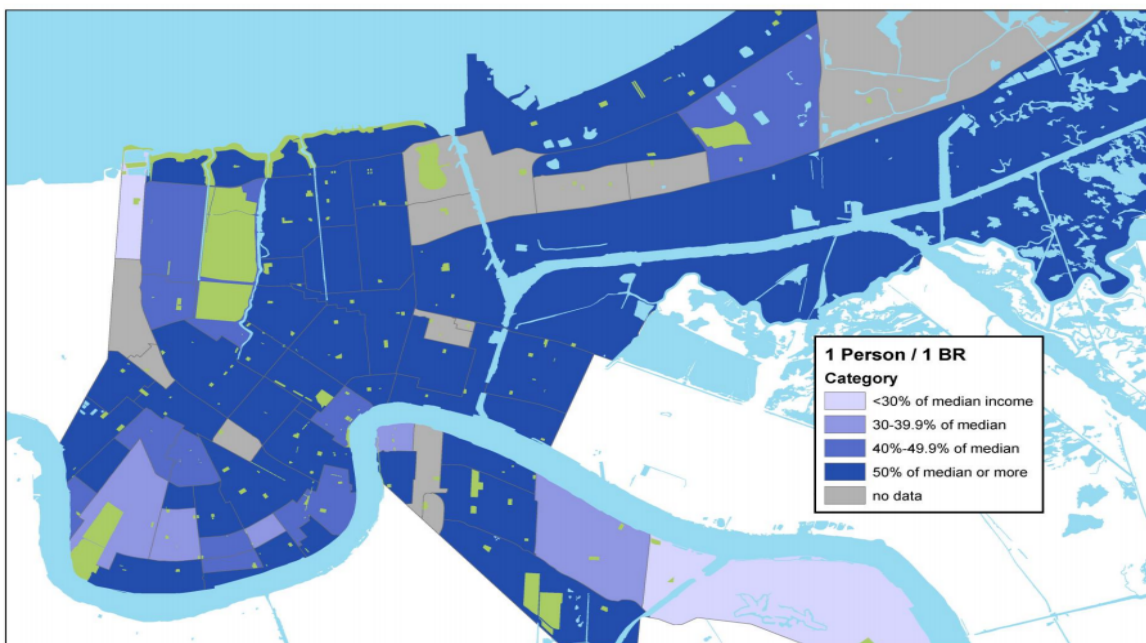 1 Person / 1 BR
Category
<30% of median income
30-39.9% of median
40%-49.9% of median
50% of median or more
no data